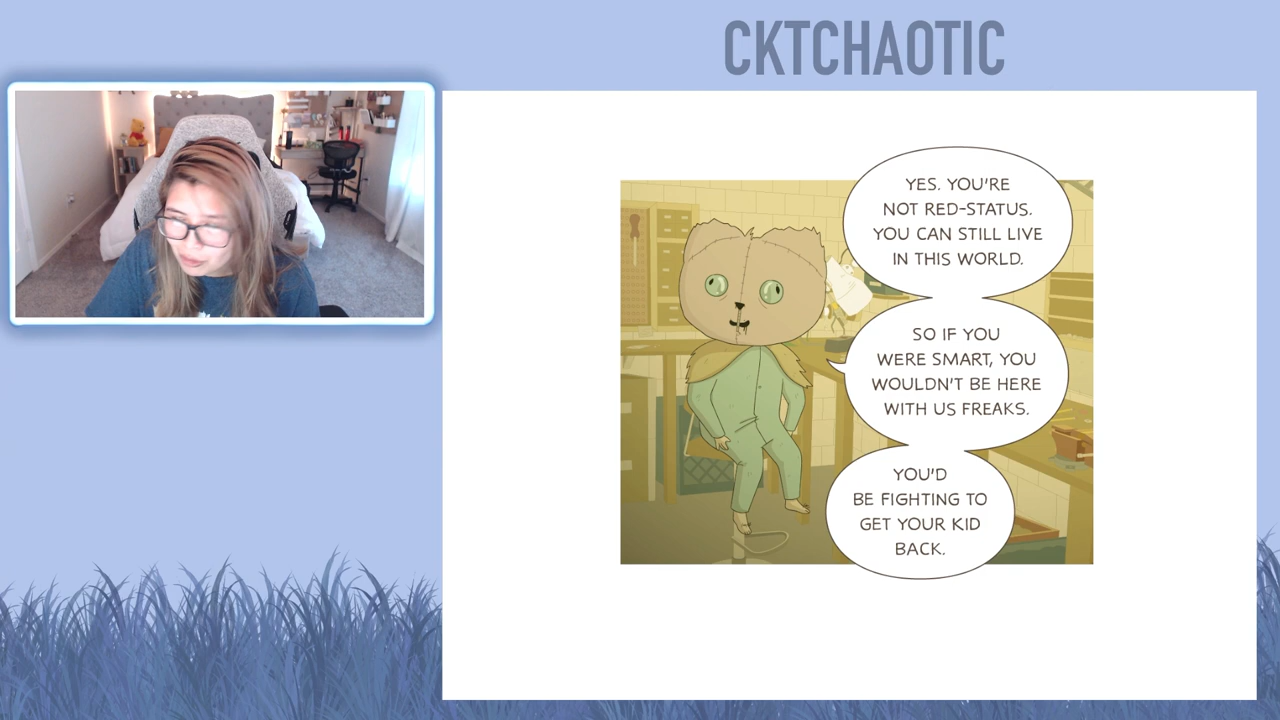 CKTCHAOTIC
YES. YOU'RE
NOT RED-STATUS.
YOU CAN STILL LIVE
IN THIS WORLD.
SO IF YOU
WERE SMART, YOU
WOULDN'T BE HERE
WITH US FREAKS.
YOU'D
BE FIGHTING TO
GET YOUR KID
BACK.